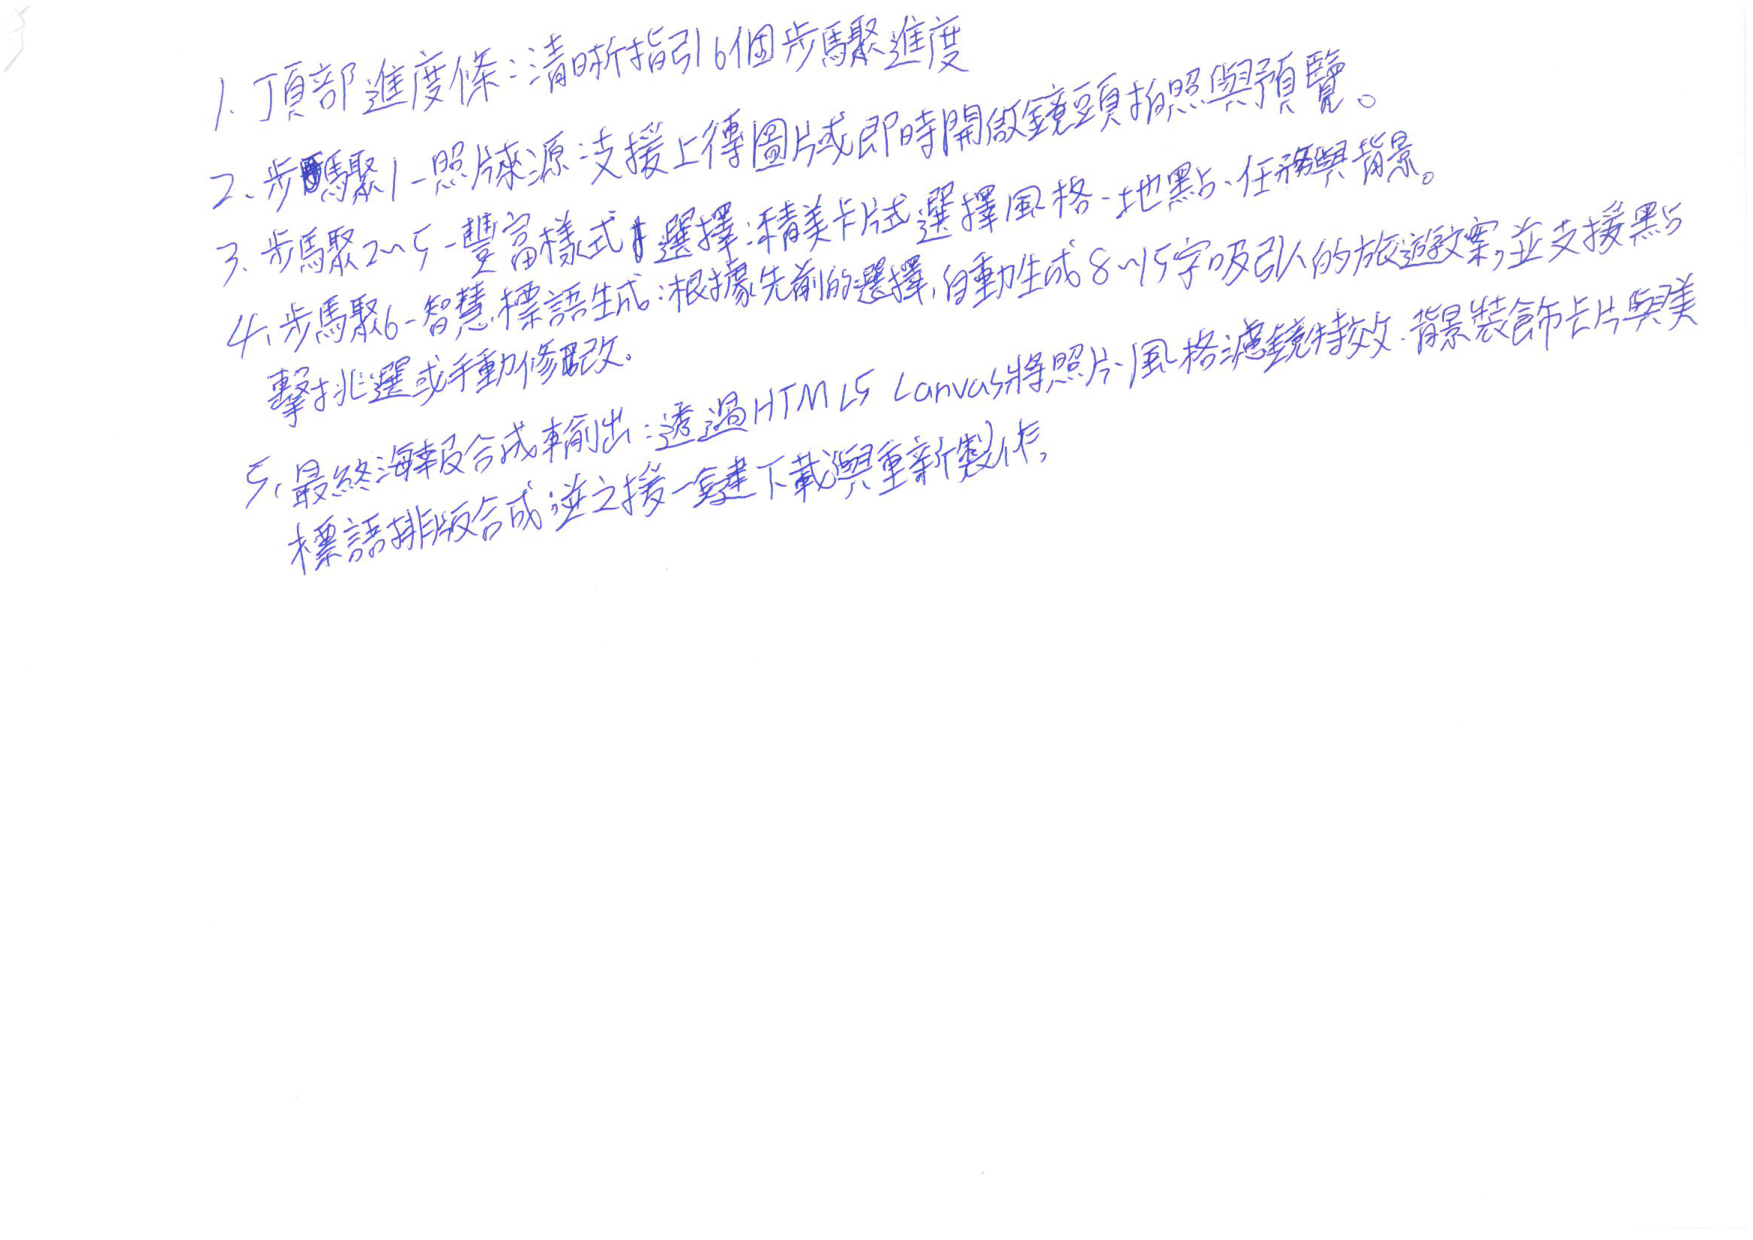 1. 頂部進度條：清晰指引6個步驟進度
2、步驟1-照片來源：支援上傳圖片或即時開啟鏡頭拍照與預覽。
3、步驟2~5-豐富樣式選擇：精美卡片式選擇風格、地點、任務與背景。
4、步驟6-智慧標語生成：根據先前的選擇，自動生成8~15字吸引人的旅遊文案，並支援點
擊挑選或手動修改。
5、最終海報合成輸出：透過HTML5 Canvas將照片、風格濾鏡特效、背景裝飾卡片與美
標語排版合成，並支援一鍵下載與重新製作。